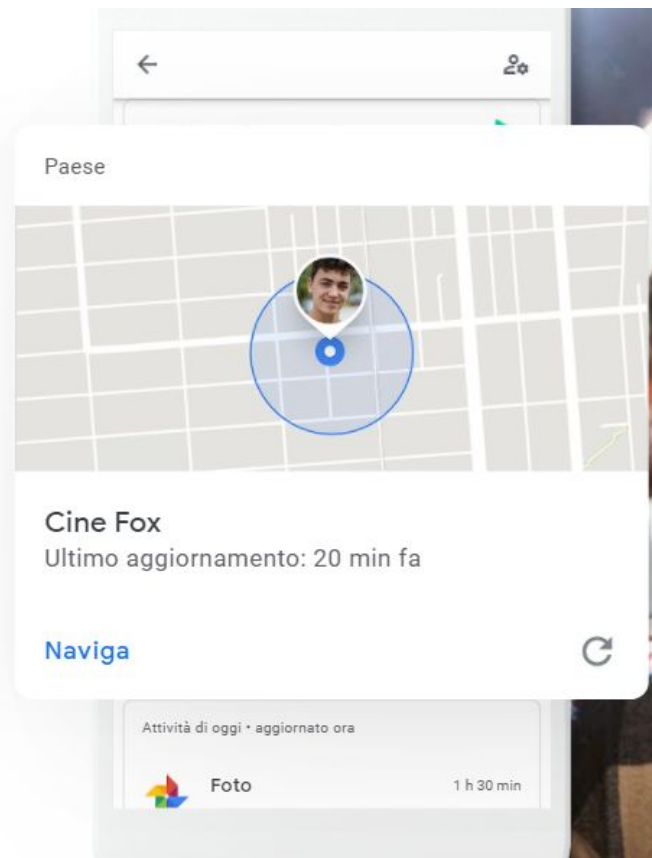 Paese
Cine Fox
Ultimo aggiornamento: 20 min fa
Naviga
Attività di oggi • aggiornato ora
Foto 1 h 30 min